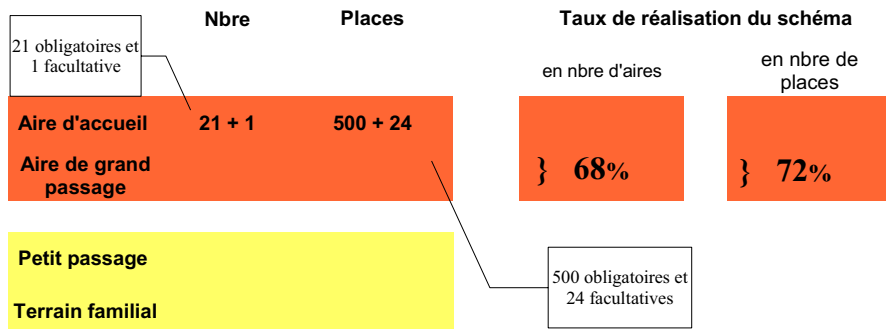 Nbre Places Taux de réalisation du schéma
21 obligatoires et
1 facultative
en nbre d'aires
en nbre de
places
Aire d'accueil 21 + 1 500 + 24
Aire de grand
passage
} 68% } 72%
Petit passage
500 obligatoires et
24 facultatives
Terrain familial